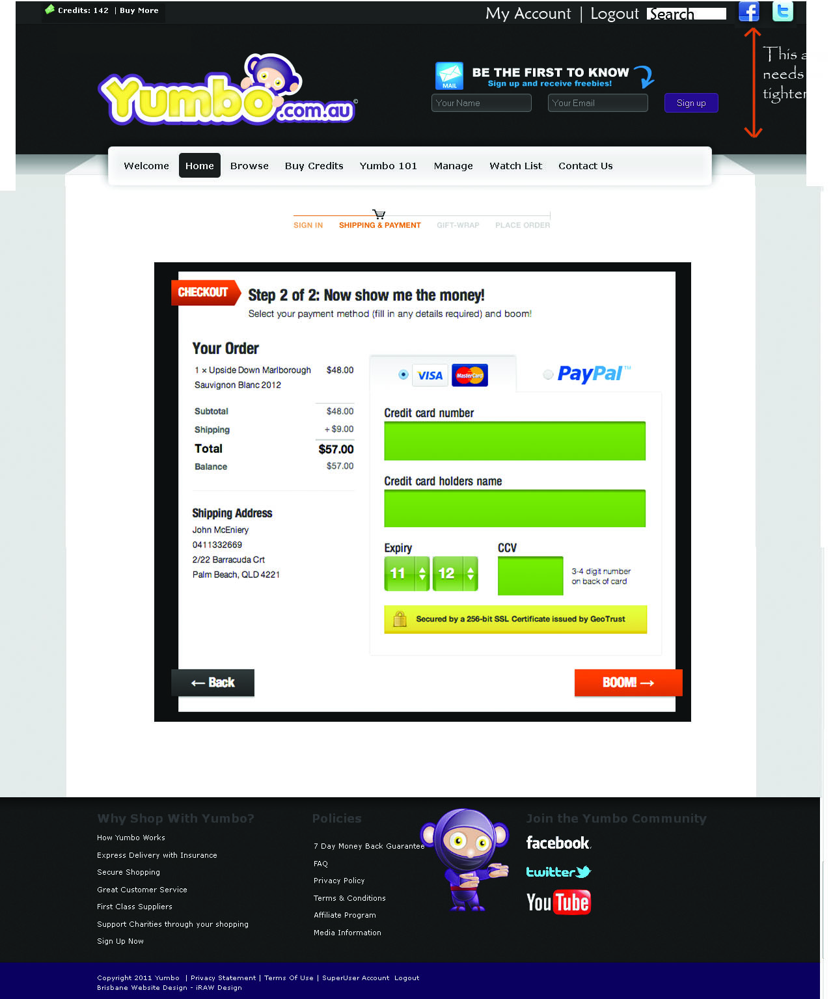 Credits: 142 | Buy More
My Account | Logout Search
This a
needs
tighter
Yumbo.com.au©
MAIL
BE THE FIRST TO KNOW
Sign up and receive freebies!
Your Name Your Email Sign up
Welcome Home Browse Buy Credits Yumbo 101 Manage Watch List Contact Us
SIGN IN SHIPPING & PAYMENT GIFT-WRAP PLACE ORDER
CHECKOUT
Step 2 of 2: Now show me the money!
Select your payment method (fill in any details required) and boom!
Your Order
1 × Upside Down Marlborough $48.00
Sauvignon Blanc 2012
Subtotal $48.00
Shipping + $9.00
Total $57.00
Balance $57.00
Shipping Address
John McEniery
0411332669
2/22 Barracuda Crt
Palm Beach, QLD 4221
VISA MasterCard PayPal™
Credit card number
Credit card holders name
Expiry CCV
11 12
3-4 digit number
on back of card
Secured by a 256-bit SSL Certificate issued by GeoTrust
← Back
BOOM! →
Why Shop With Yumbo?
How Yumbo Works
Express Delivery with Insurance
Secure Shopping
Great Customer Service
First Class Suppliers
Support Charities through your shopping
Sign Up Now
Policies
7 Day Money Back Guarantee
FAQ
Privacy Policy
Terms & Conditions
Affiliate Program
Media Information
Join the Yumbo Community
facebook.
twitter
YouTube
Copyright 2011 Yumbo | Privacy Statement | Terms Of Use | SuperUser Account Logout
Brisbane Website Design - iRAW Design